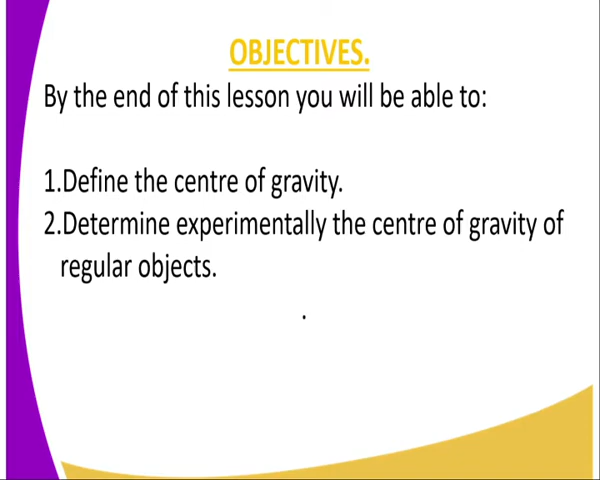 OBJECTIVES.
By the end of this lesson you will be able to:
1.Define the centre of gravity.
2.Determine experimentally the centre of gravity of
regular objects.
.